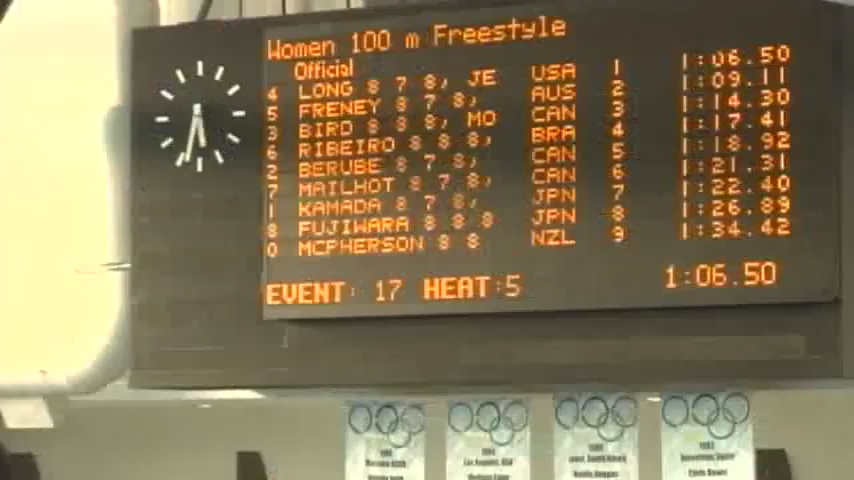 Women 100 m Freestyle
Official
4 LONG 8 7 8, JE USA 1 1:06.50
5 FRENEY 8 7 8, AUS 2 1:09.11
3 BIRD 8 8 8, MO CAN 3 1:14.30
6 RIBEIRO 8 8 8, BRA 4 1:17.41
2 BERUBE 8 7 8, CAN 5 1:18.92
7 MAILHOT 8 7 8, CAN 6 1:21.31
1 KAMADA 8 7 8, JPN 7 1:22.40
8 FUJIWARA 8 8 8 JPN 8 1:26.89
0 MCPHERSON 8 8 NZL 9 1:34.42
EVENT: 17 HEAT:5 1:06.50
Los Angeles, USA